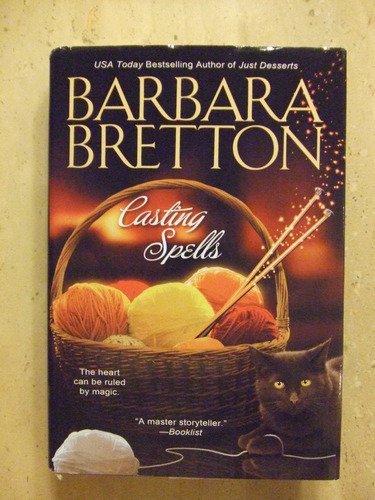 USA Today Bestselling Author of Just Desserts
BARBARA
BRETTON
Casting
Spells
The heart
can be ruled
by magic.
"A master storyteller."
—Booklist